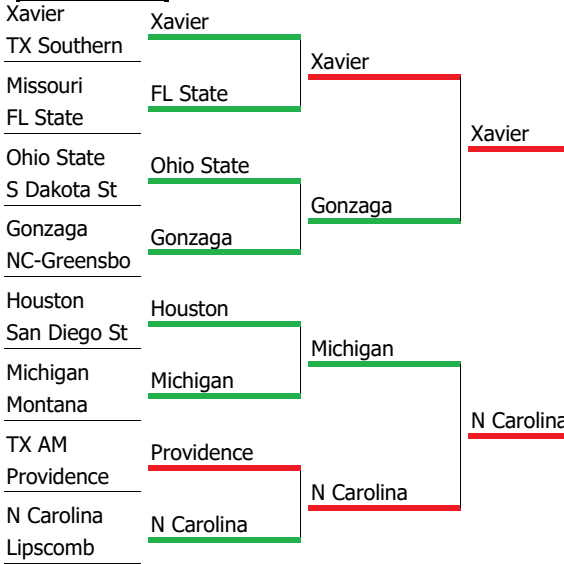 Xavier
TX Southern
Missouri
FL State
Ohio State
S Dakota St
Gonzaga
NC-Greensbo
Houston
San Diego St
Michigan
Montana
TX AM
Providence
N Carolina
Lipscomb
Xavier
FL State
Ohio State
Gonzaga
Houston
Michigan
Providence
N Carolina
Xavier
Gonzaga
Michigan
N Carolina
Xavier
N Carolina